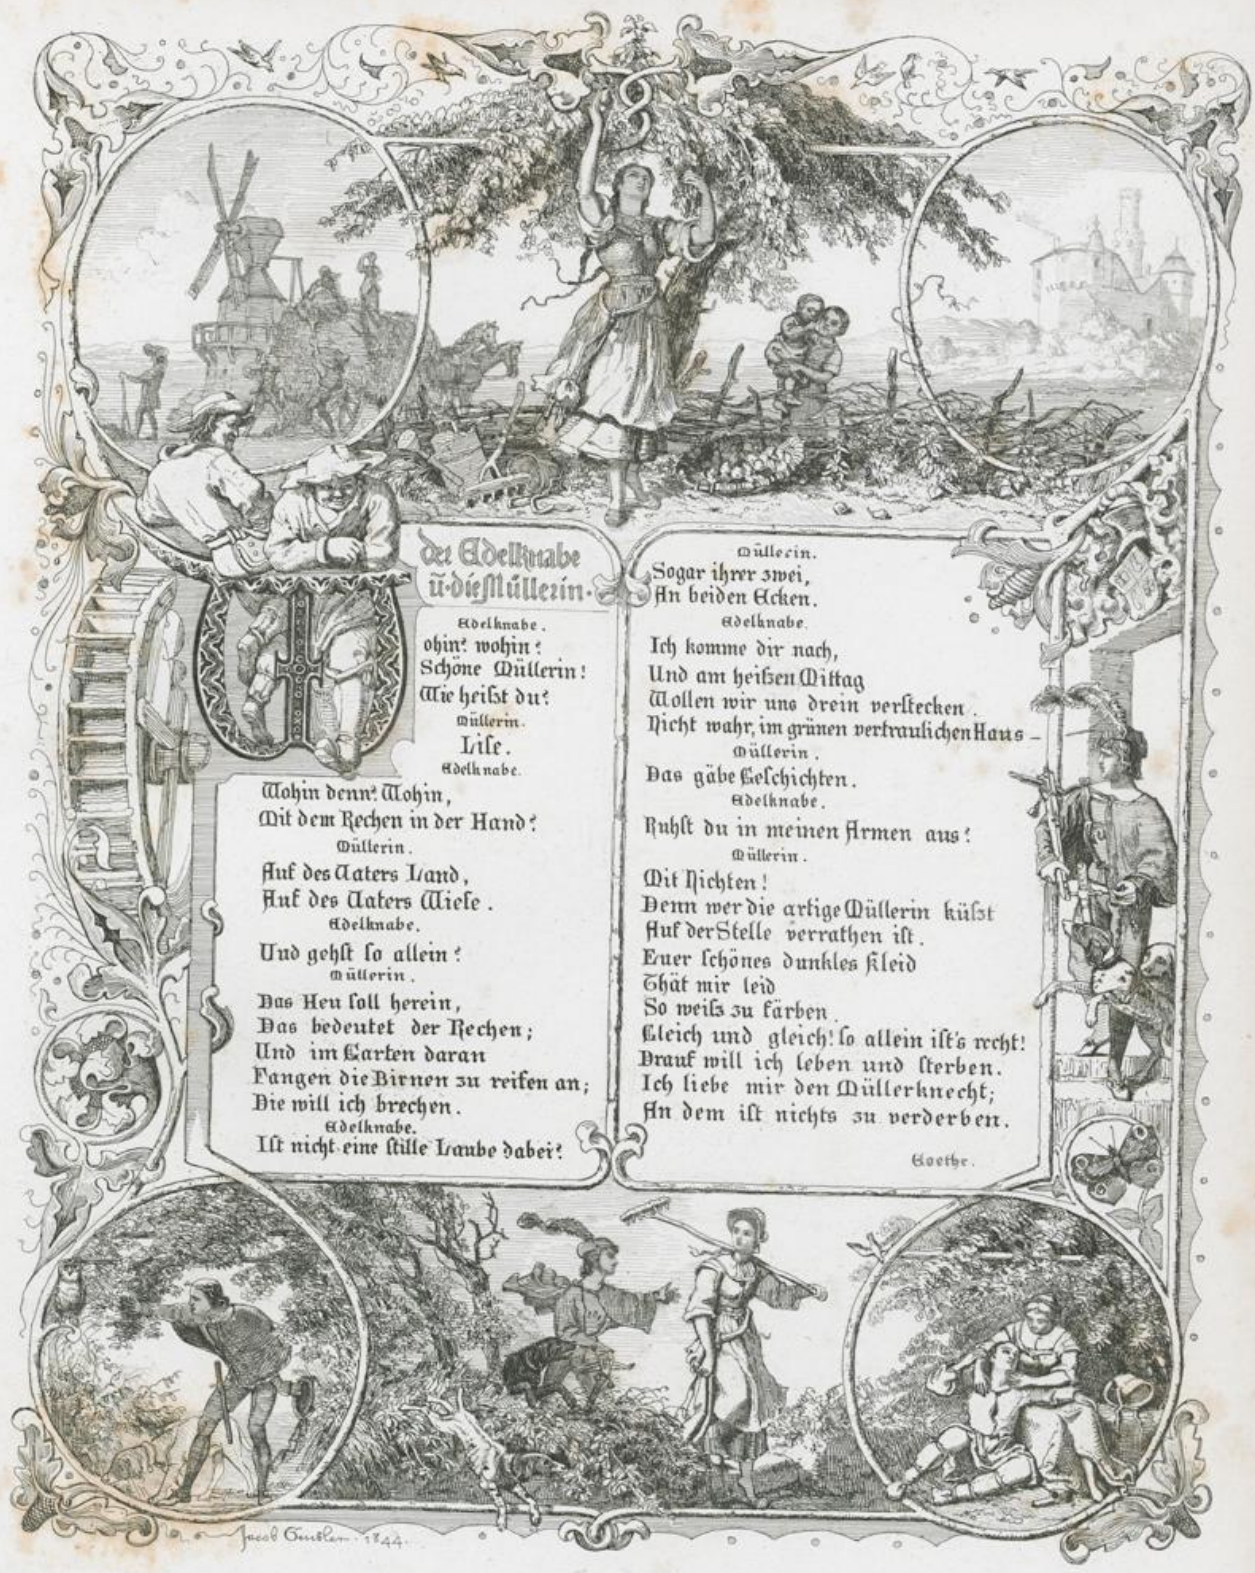 der Edelknabe
u. die Müllerin.
Edelknabe.
Wohin? wohin?
Schöne Müllerin!
Wie heißt du?
Müllerin.
Lise.
Edelknabe.
Wohin denn? Wohin,
Mit dem Rechen in der Hand?
Müllerin.
Auf des Vaters Land,
Auf des Vaters Wiese.
Edelknabe.
Und gehst so allein?
Müllerin.
Das Heu soll herein,
Das bedeutet der Rechen;
Und im Garten daran
Fangen die Birnen zu reifen an;
Die will ich brechen.
Edelknabe.
Ist nicht eine stille Laube dabei?
Müllerin.
Sogar ihrer zwei,
An beiden Ecken.
Edelknabe.
Ich komme dir nach,
Und am heißen Mittag
Wollen wir uns drein verstecken.
Nicht wahr, im grünen vertraulichen Haus –
Müllerin.
Das gäbe Geschichten.
Edelknabe.
Ruhst du in meinen Armen aus?
Müllerin.
Mit Nichten!
Denn wer die artige Müllerin küßt
Auf der Stelle verrathen ist.
Euer schönes dunkles Kleid
Thät mir leid
So weiß zu färben.
Gleich und gleich! so allein ist's recht!
Drauf will ich leben und sterben.
Ich liebe mir den Müllerknecht;
An dem ist nichts zu verderben.
Goethe.
Jacob 1844.